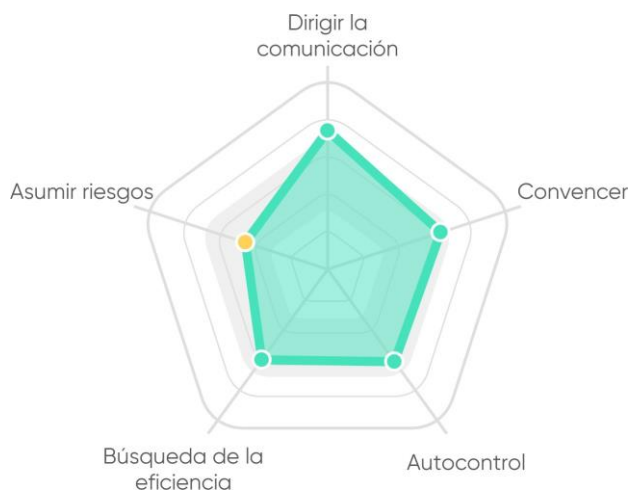 Dirigir la
comunicación
Asumir riesgos
Convencer
Búsqueda de la
eficiencia
Autocontrol